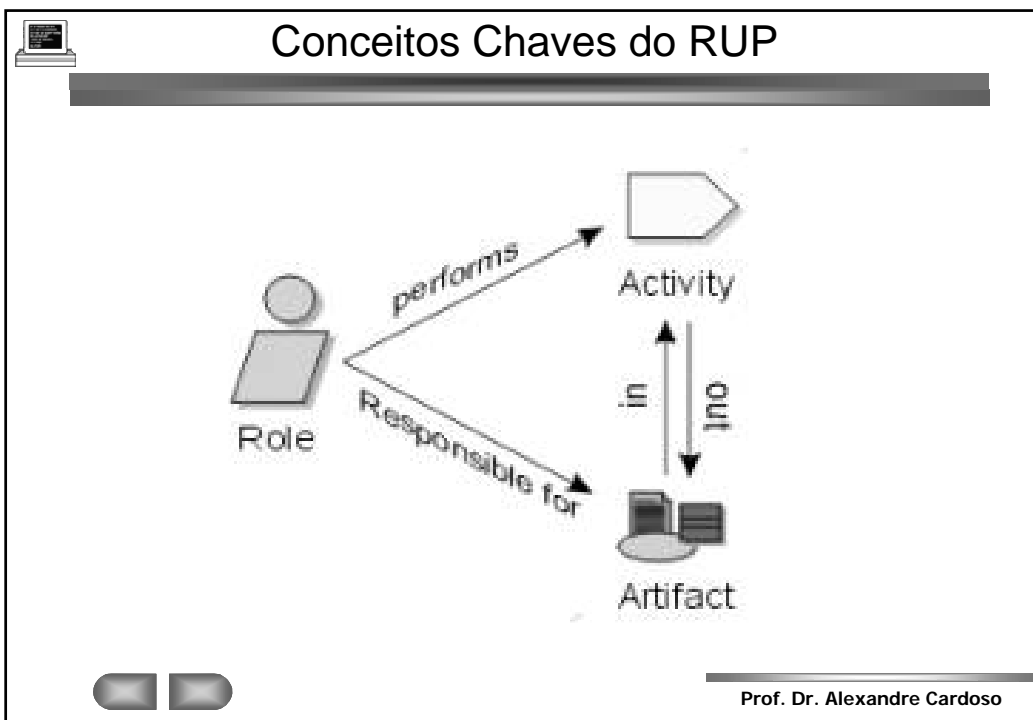 Conceitos Chaves do RUP
performs
Activity
in
out
Role
Responsible for
Artifact
Prof. Dr. Alexandre Cardoso